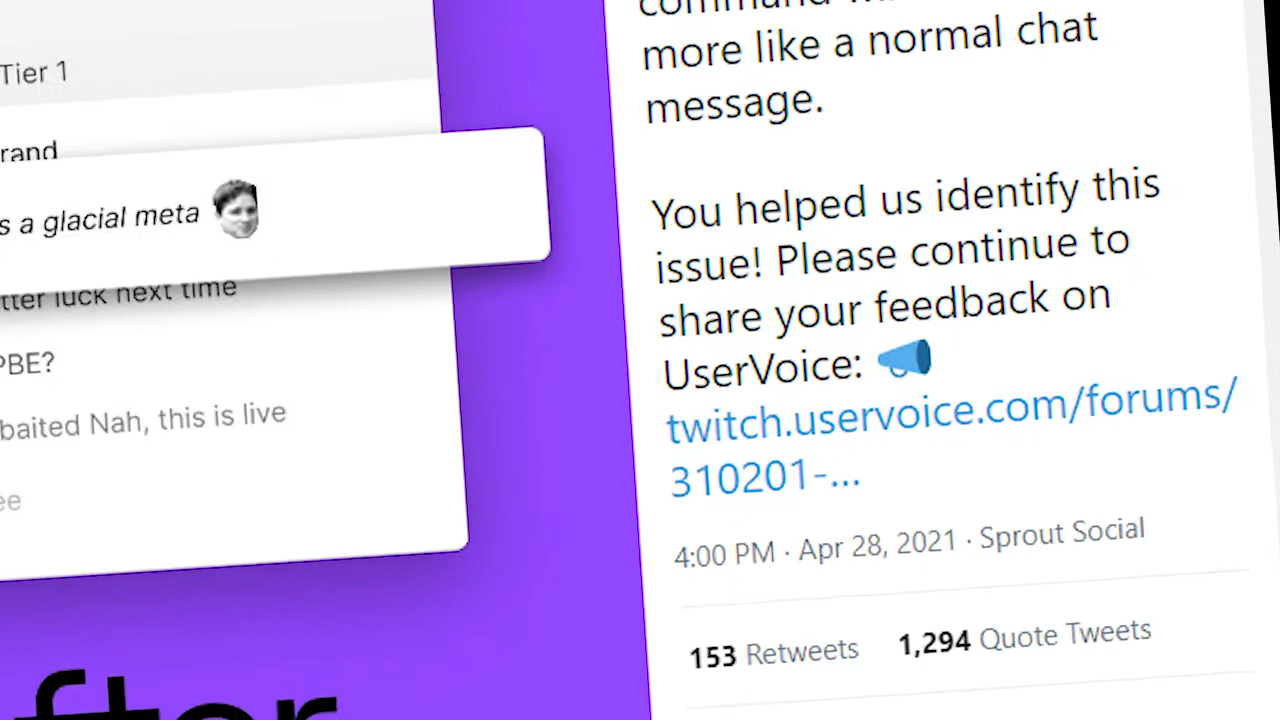 Tier 1
rand
s a glacial meta
tter luck next time
PBE?
baited Nah, this is live
ee
fter
more like a normal chat
message.
You helped us identify this
issue! Please continue to
share your feedback on
UserVoice:
twitch.uservoice.com/forums/
310201-...
4:00 PM · Apr 28, 2021 · Sprout Social
153 Retweets 1,294 Quote Tweets